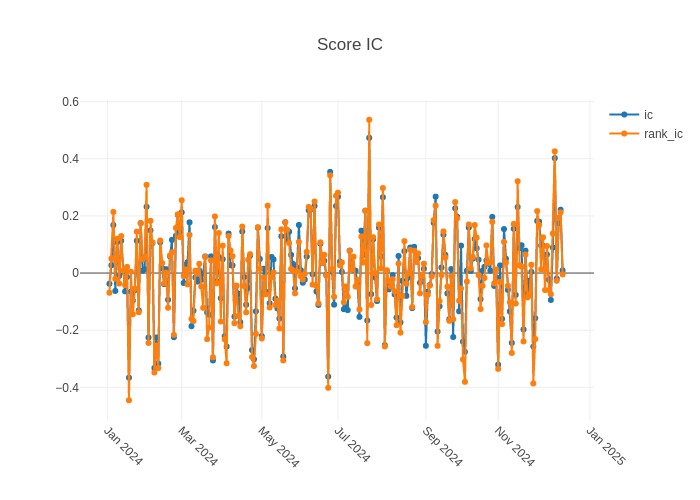 Score IC
ic
rank_ic
0.6
0.4
0.2
0
−0.2
−0.4
Jan 2024
Mar 2024
May 2024
Jul 2024
Sep 2024
Nov 2024
Jan 2025